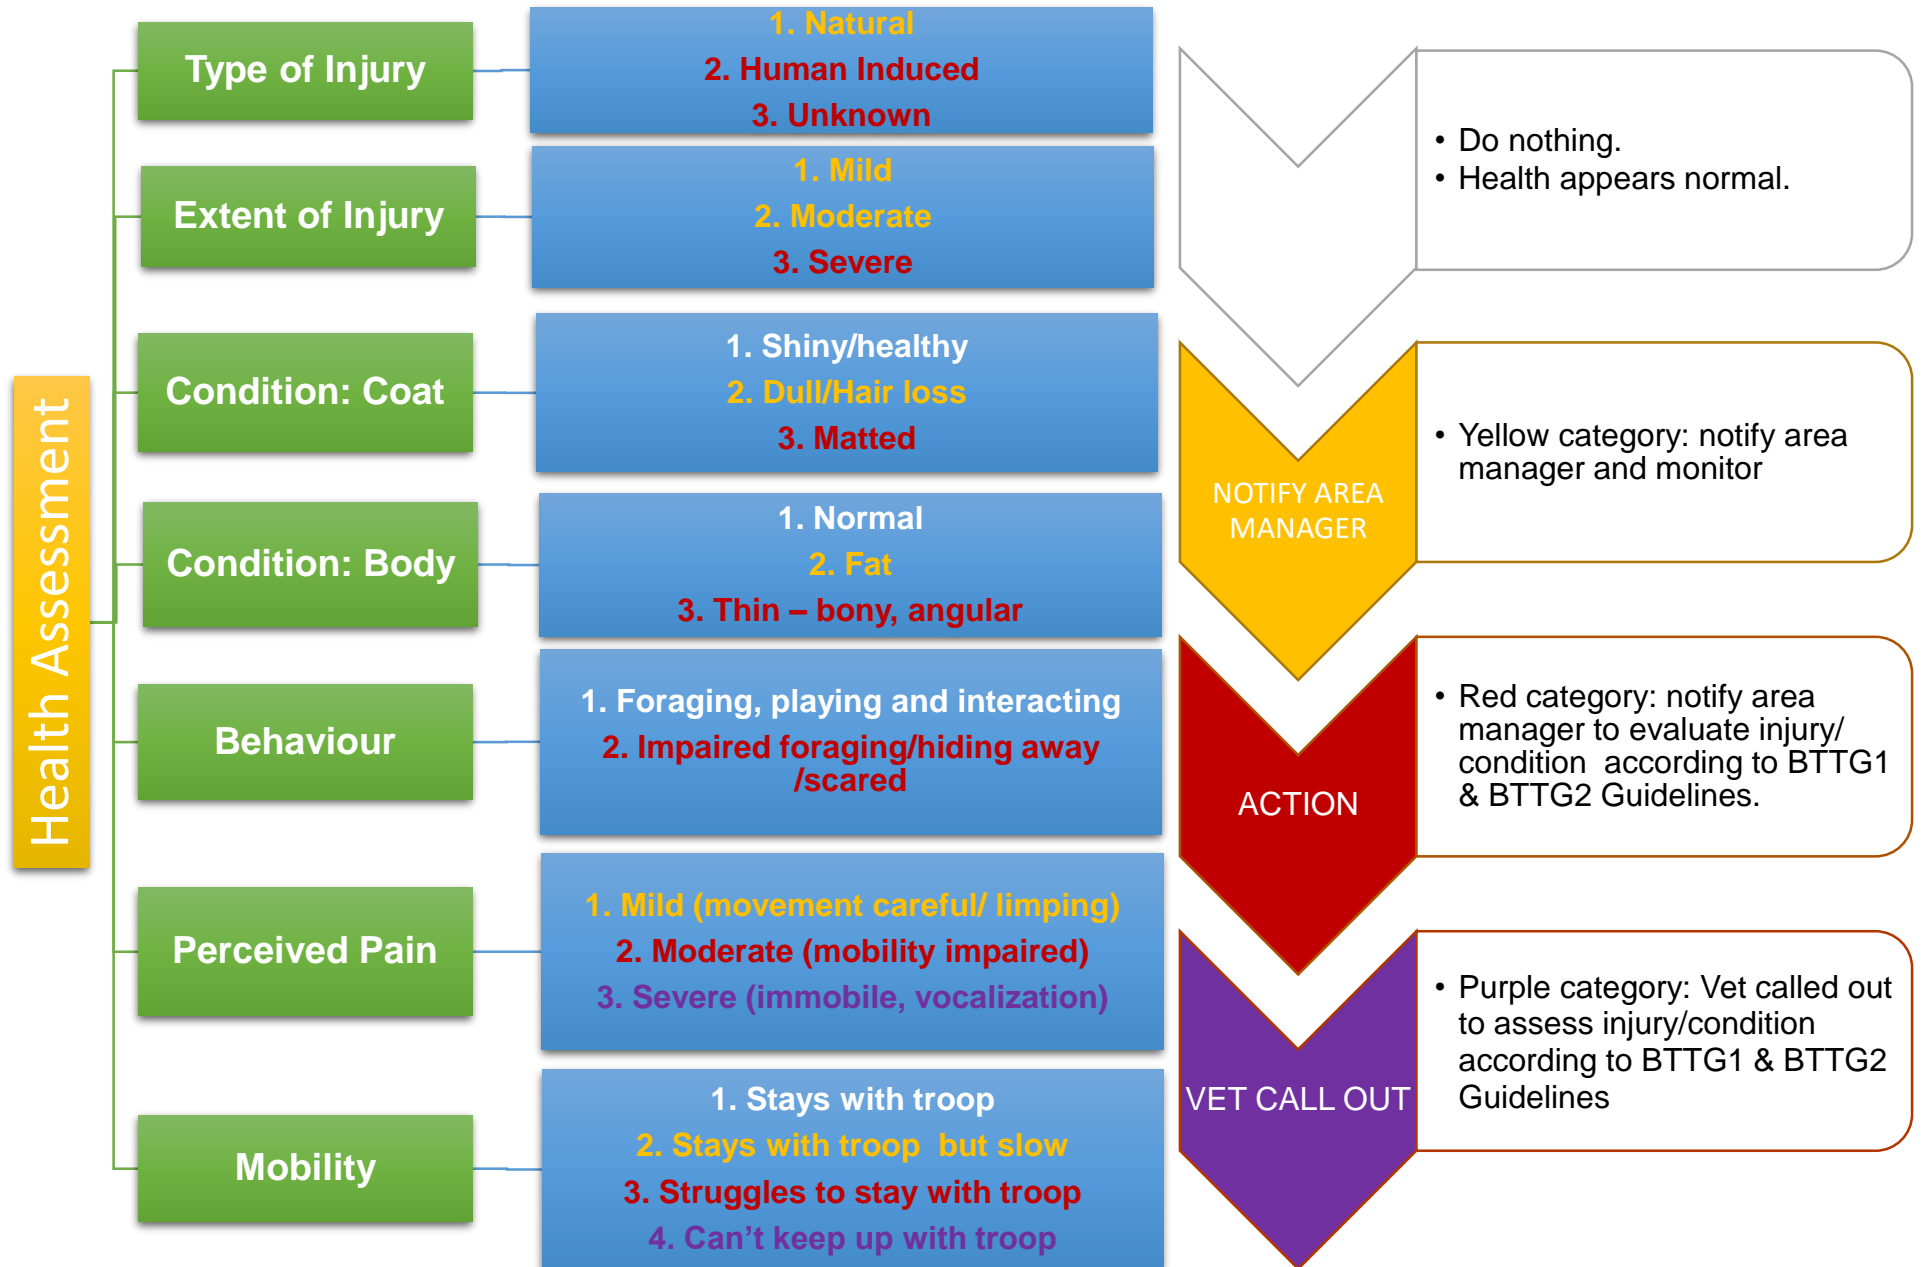 Health Assessment
Type of Injury
1. Natural
2. Human Induced
3. Unknown
Extent of Injury
1. Mild
2. Moderate
3. Severe
Condition: Coat
1. Shiny/healthy
2. Dull/Hair loss
3. Matted
Condition: Body
1. Normal
2. Fat
3. Thin – bony, angular
Behaviour
1. Foraging, playing and interacting
2. Impaired foraging/hiding away
/scared
Perceived Pain
1. Mild (movement careful/ limping)
2. Moderate (mobility impaired)
3. Severe (immobile, vocalization)
Mobility
1. Stays with troop
2. Stays with troop but slow
3. Struggles to stay with troop
4. Can't keep up with troop
• Do nothing.
• Health appears normal.
NOTIFY AREA
MANAGER
• Yellow category: notify area
manager and monitor
ACTION
• Red category: notify area
manager to evaluate injury/
condition according to BTTG1
& BTTG2 Guidelines.
VET CALL OUT
• Purple category: Vet called out
to assess injury/condition
according to BTTG1 & BTTG2
Guidelines